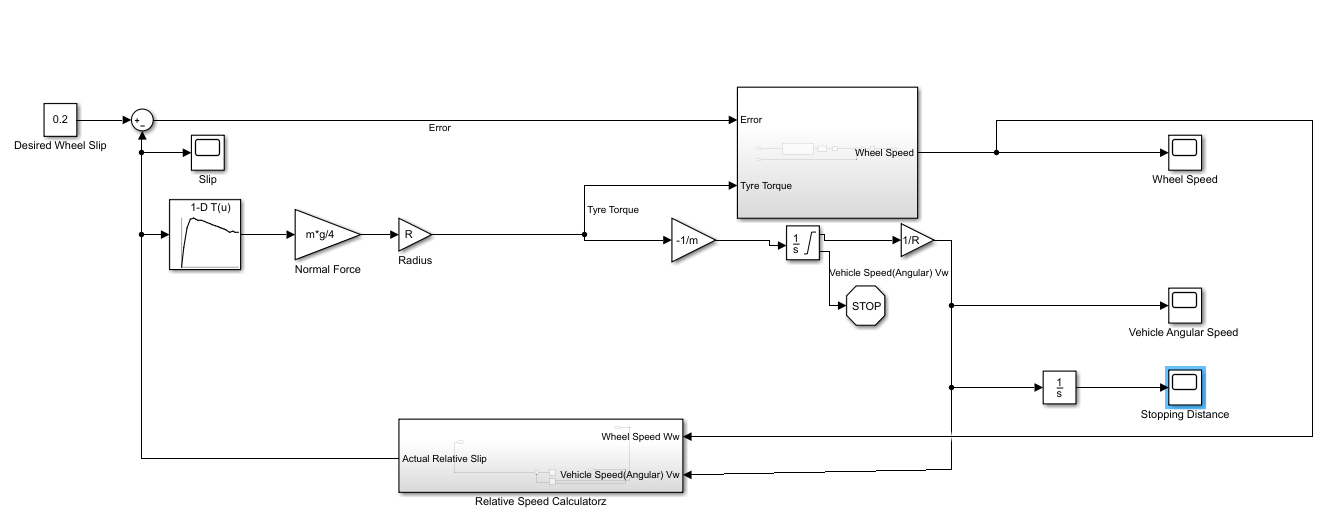 0.2
Desired Wheel Slip
+
−
Error
Slip
1-D T(u)
m*g/4
Normal Force
R
Radius
Tyre Torque
Error
Wheel Speed
Tyre Torque
-1/m
1
s
1/R
Vehicle Speed(Angular) Vw
STOP
Wheel Speed
Vehicle Angular Speed
1
s
Stopping Distance
Wheel Speed Ww
Actual Relative Slip
Vehicle Speed(Angular) Vw
Relative Speed Calculatorz